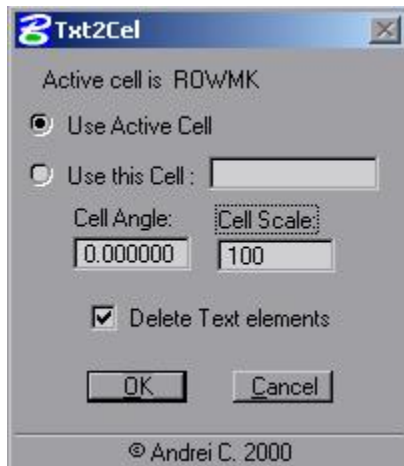 Txt2Cel
Active cell is ROWMK
Use Active Cell
Use this Cell :
Cell Angle: Cell Scale:
0.000000 100
Delete Text elements
OK Cancel
© Andrei C. 2000